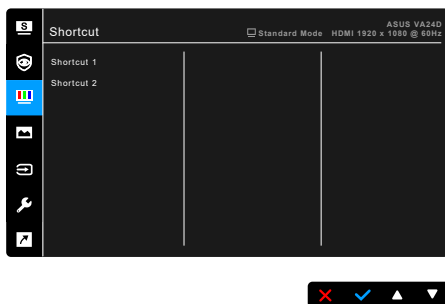 S
Shortcut
Standard Mode
ASUS VA24D
HDMI 1920 x 1080 @ 60Hz
Shortcut 1
Shortcut 2